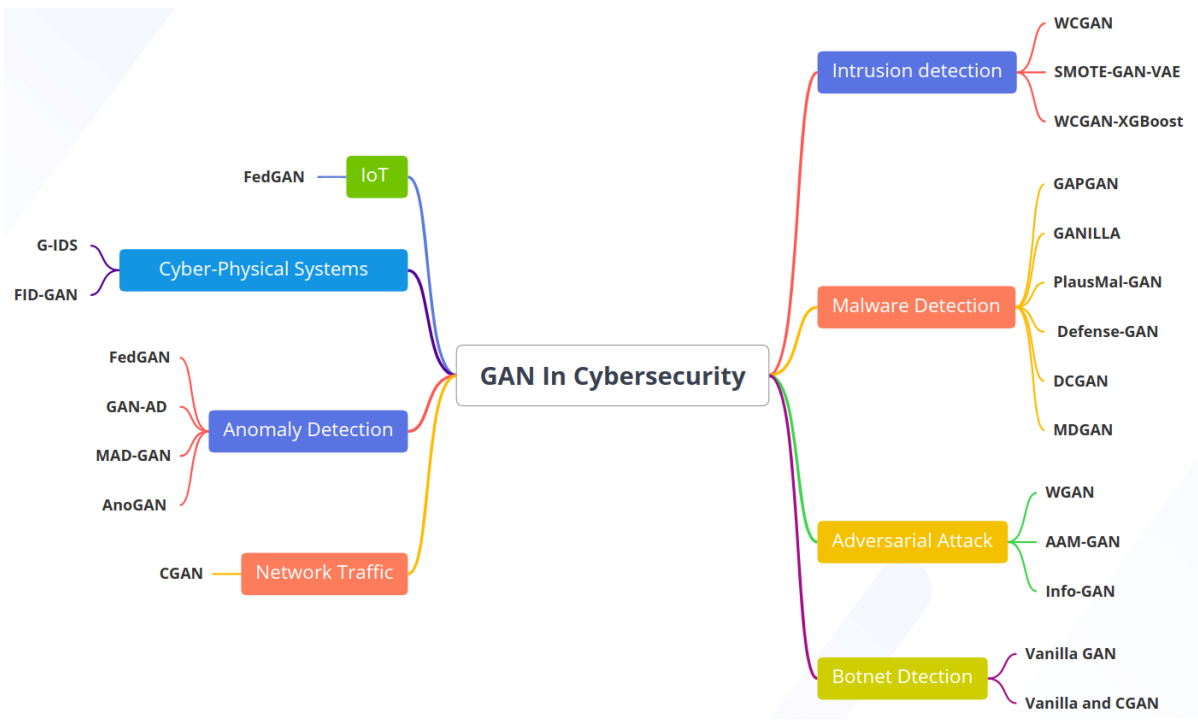 GAN In Cybersecurity
IoT
FedGAN
Cyber-Physical Systems
G-IDS
FID-GAN
Anomaly Detection
FedGAN
GAN-AD
MAD-GAN
AnoGAN
Network Traffic
CGAN
Intrusion detection
WCGAN
SMOTE-GAN-VAE
WCGAN-XGBoost
Malware Detection
GAPGAN
GANILLA
PlausMal-GAN
Defense-GAN
DCGAN
MDGAN
Adversarial Attack
WGAN
AAM-GAN
Info-GAN
Botnet Dtection
Vanilla GAN
Vanilla and CGAN